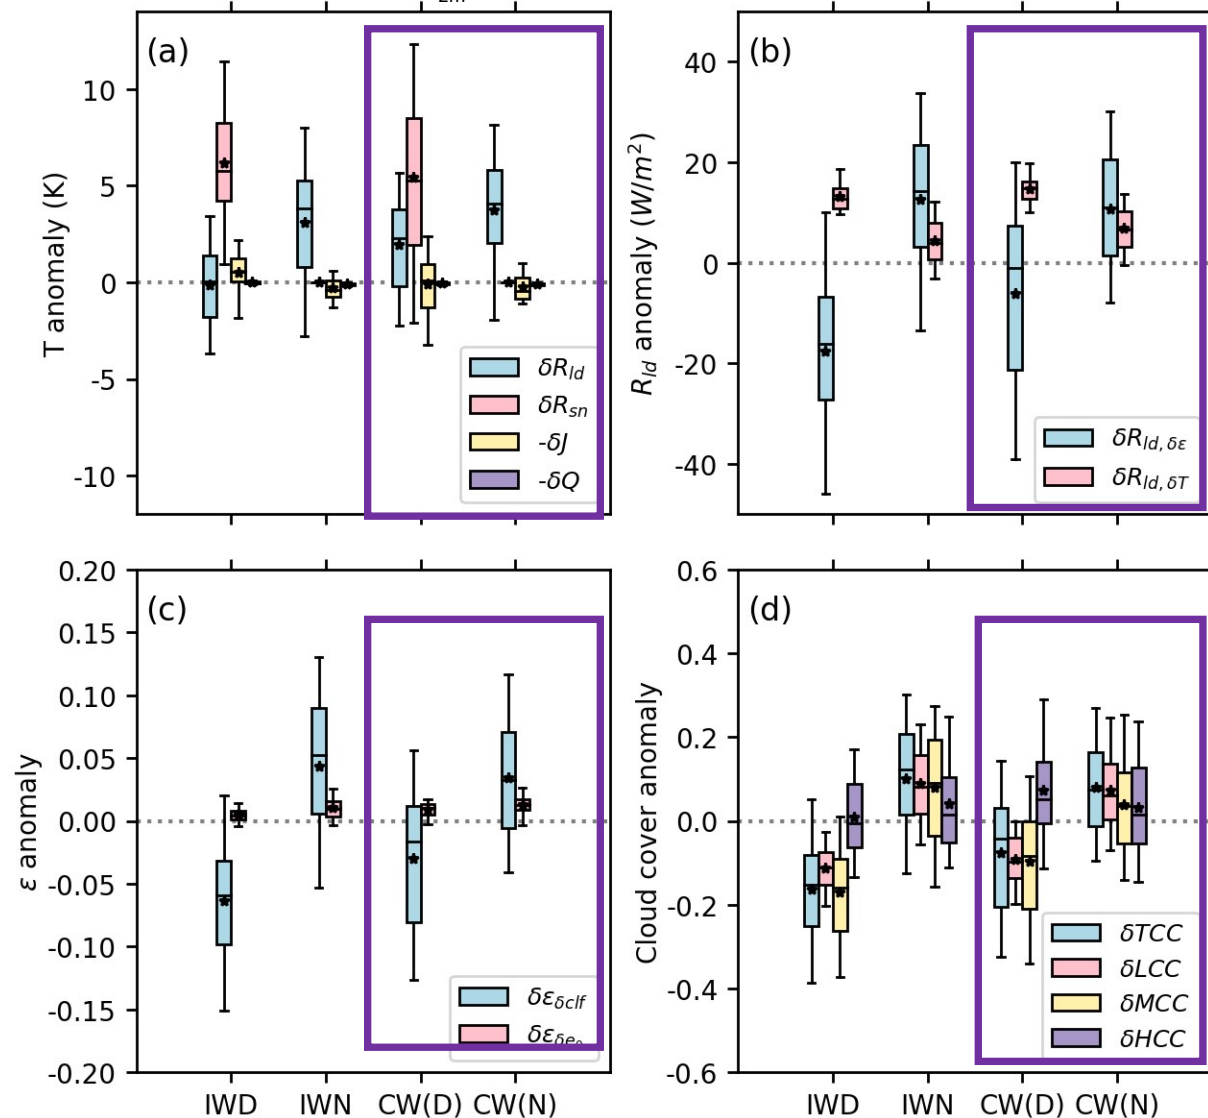 (a)
T anomaly (K)
10
5
0
-5
-10
δR_ld
δR_sn
-δJ
-δQ
(b)
R_ld anomaly (W/m²)
40
20
0
-20
-40
δR_ld, δε
δR_ld, δT
(c)
ε anomaly
0.20
0.15
0.10
0.05
0.00
-0.05
-0.10
-0.15
-0.20
δε_δclf
IWD IWN CW(D) CW(N)
(d)
Cloud cover anomaly
0.6
0.4
0.2
0.0
-0.2
-0.4
-0.6
δTCC
δLCC
δMCC
δHCC
IWD IWN CW(D) CW(N)